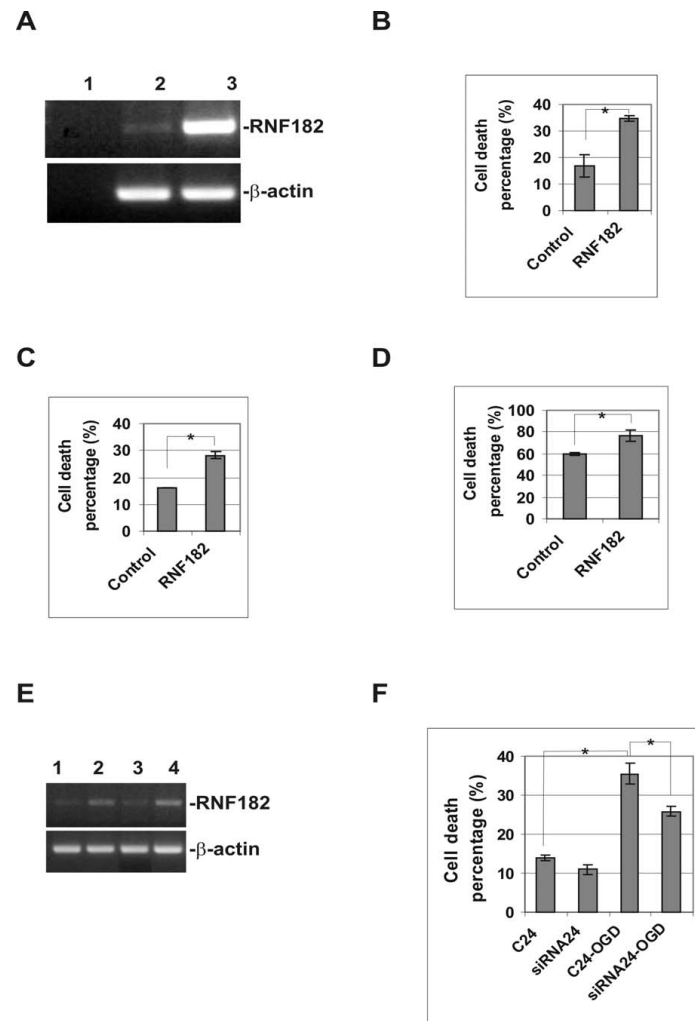 A
1 2 3
-RNF182
-β-actin
B
Cell death
percentage (%)
40
30
20
10
0
*
Control
RNF182
C
Cell death
percentage (%)
40
30
20
10
0
*
Control
RNF182
D
Cell death
percentage (%)
100
80
60
40
20
0
*
Control
RNF182
E
1 2 3 4
-RNF182
-β-actin
F
Cell death
percentage (%)
40
30
20
10
0
* *
C24
siRNA24
C24-OGD
siRNA24-OGD